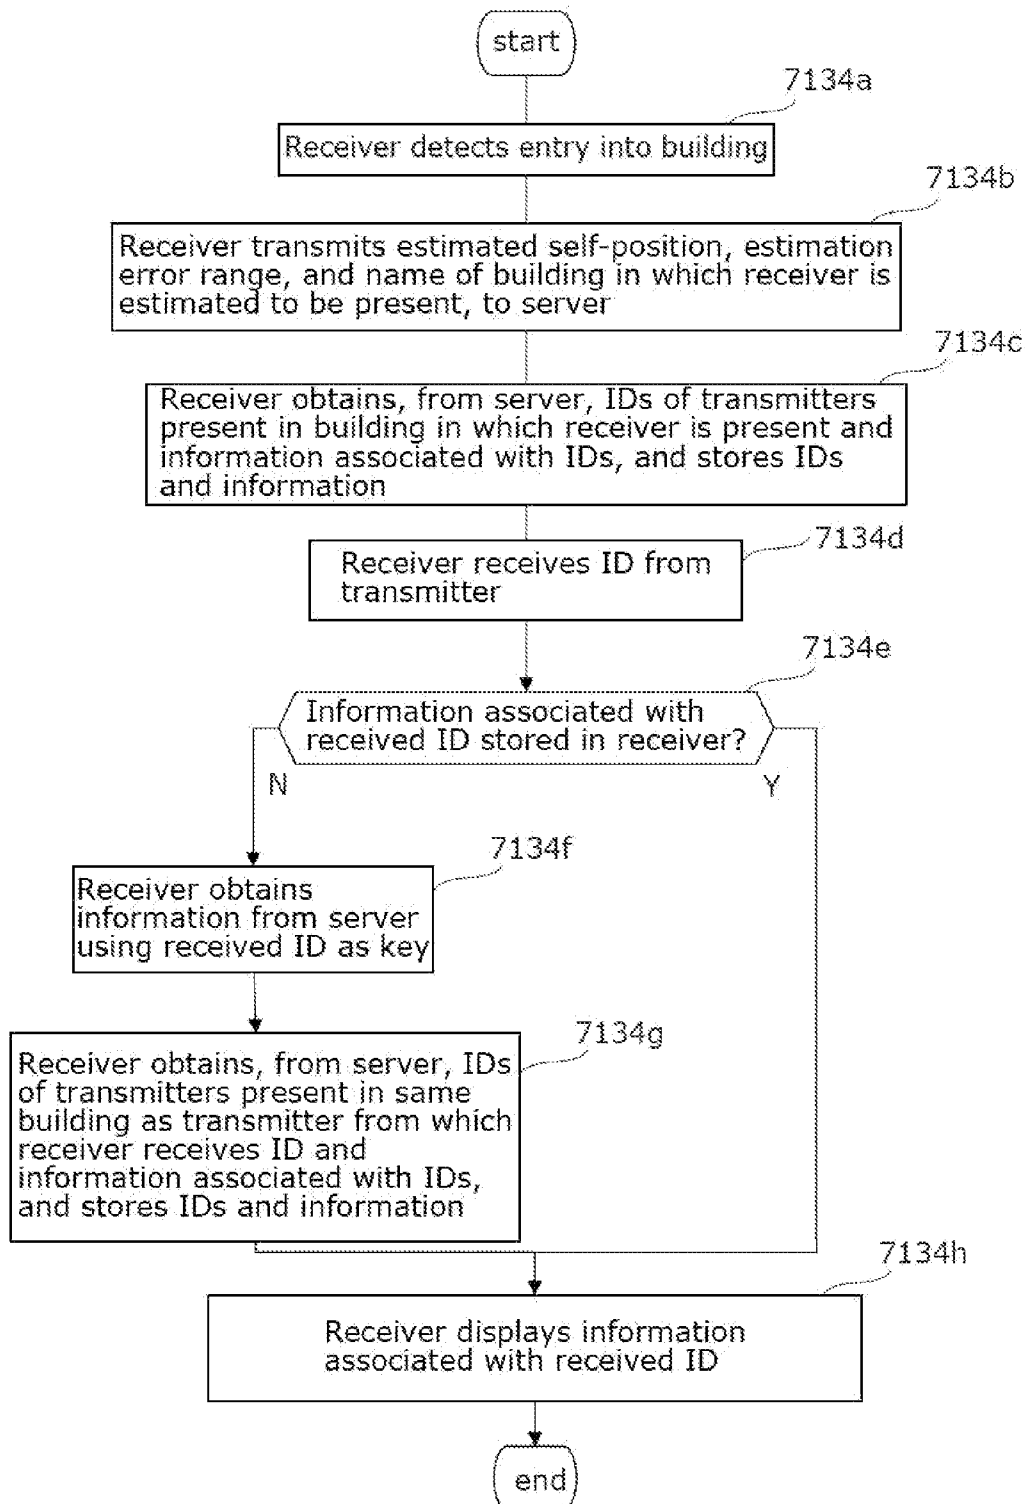 start
7134a
Receiver detects entry into building
7134b
Receiver transmits estimated self-position, estimation
error range, and name of building in which receiver is
estimated to be present, to server
7134c
Receiver obtains, from server, IDs of transmitters
present in building in which receiver is present and
information associated with IDs, and stores IDs
and information
7134d
Receiver receives ID from
transmitter
7134e
Information associated with
received ID stored in receiver?
N
Y
7134f
Receiver obtains
information from server
using received ID as key
7134g
Receiver obtains, from server, IDs
of transmitters present in same
building as transmitter from which
receiver receives ID and
information associated with IDs,
and stores IDs and information
7134h
Receiver displays information
associated with received ID
end